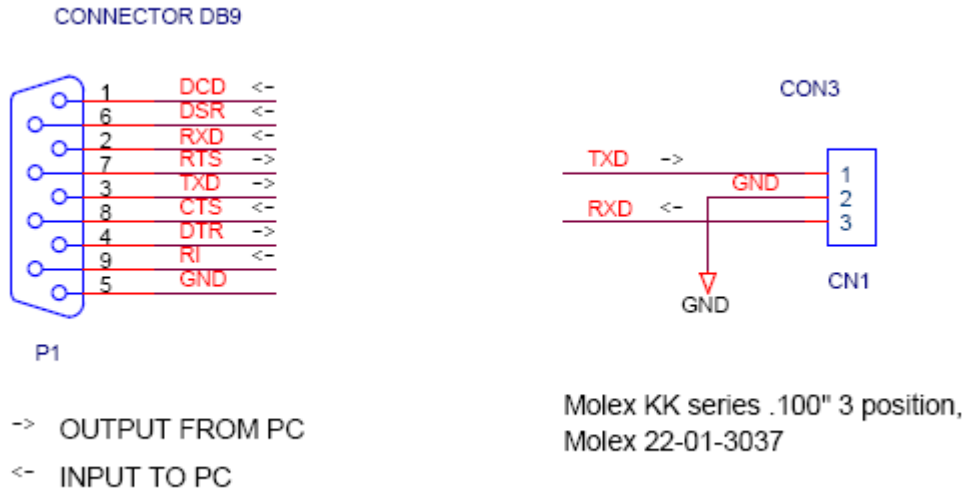 CONNECTOR DB9
1 DCD <-
6 DSR <-
2 RXD <-
7 RTS ->
3 TXD ->
8 CTS <-
4 DTR ->
9 RI <-
5 GND
P1
-> OUTPUT FROM PC
<- INPUT TO PC
CON3
TXD -> 1
GND 2
RXD <- 3
GND
CN1
Molex KK series .100" 3 position,
Molex 22-01-3037